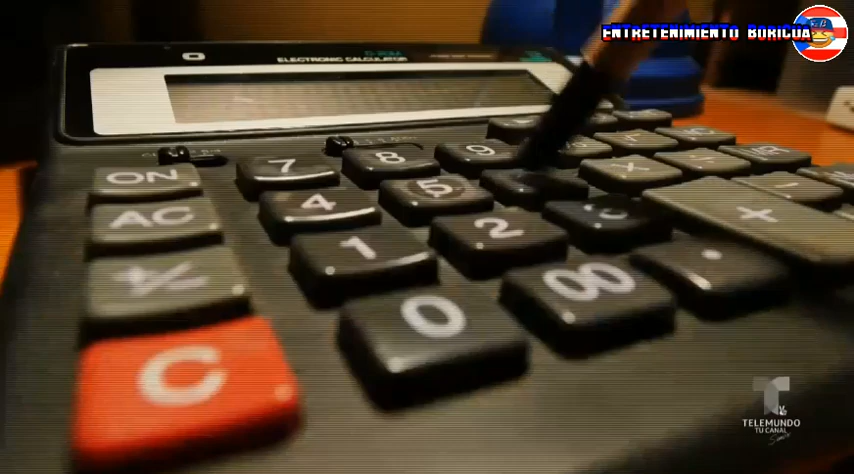 ENTRETENIMIENTO BORICUA
ELECTRONIC CALCULATOR
ON
7
8
9
AC
4
5
+/−
1
2
×
÷
+
C
0
00
.
TELEMUNDO
TU CANAL